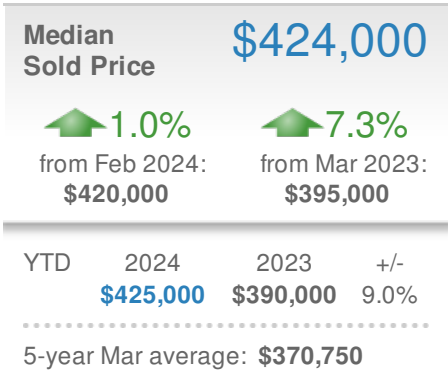 Median $424,000
Sold Price
1.0% 7.3%
from Feb 2024: from Mar 2023:
$420,000 $395,000
YTD 2024 2023 +/-
$425,000 $390,000 9.0%
5-year Mar average: $370,750